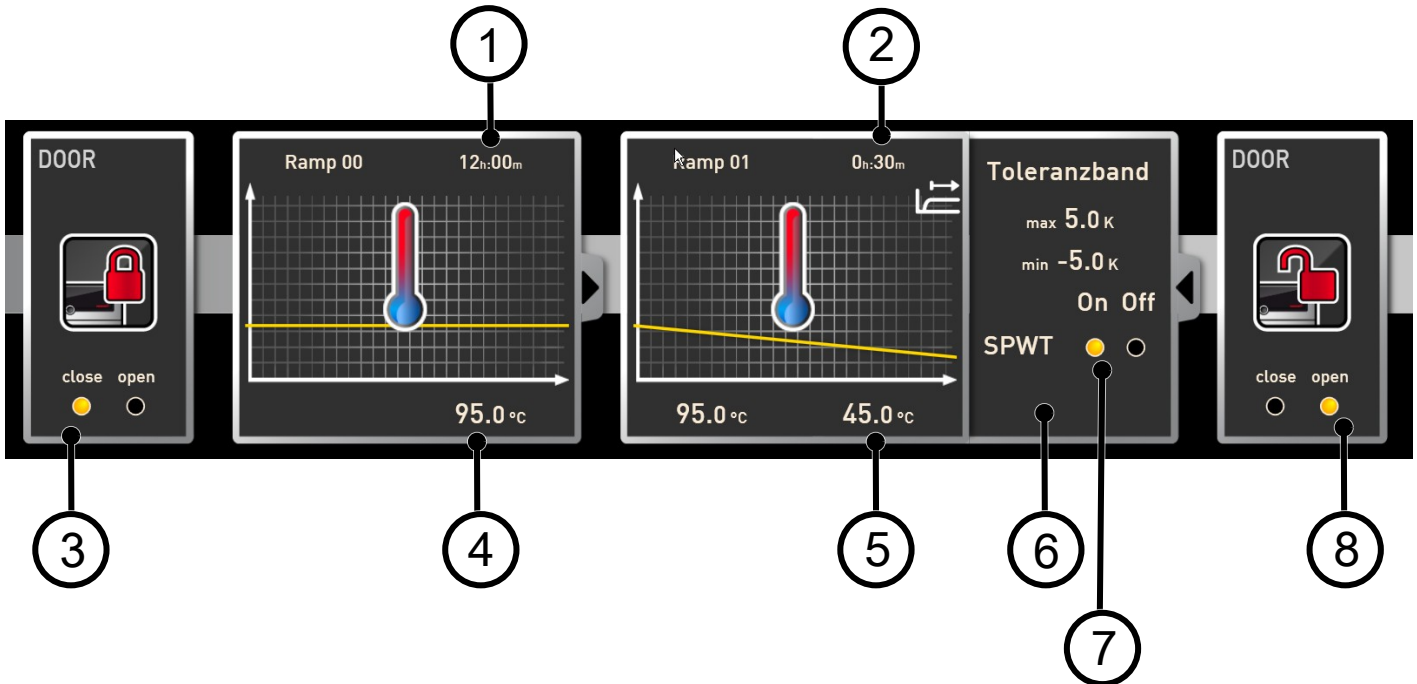 1
2
DOOR
close open
Ramp 00 12h:00m
95.0 °C
Ramp 01 0h:30m
95.0 °C 45.0 °C
Toleranzband
max 5.0 K
min -5.0 K
On Off
SPWT
DOOR
close open
3
4
5
6
8
7